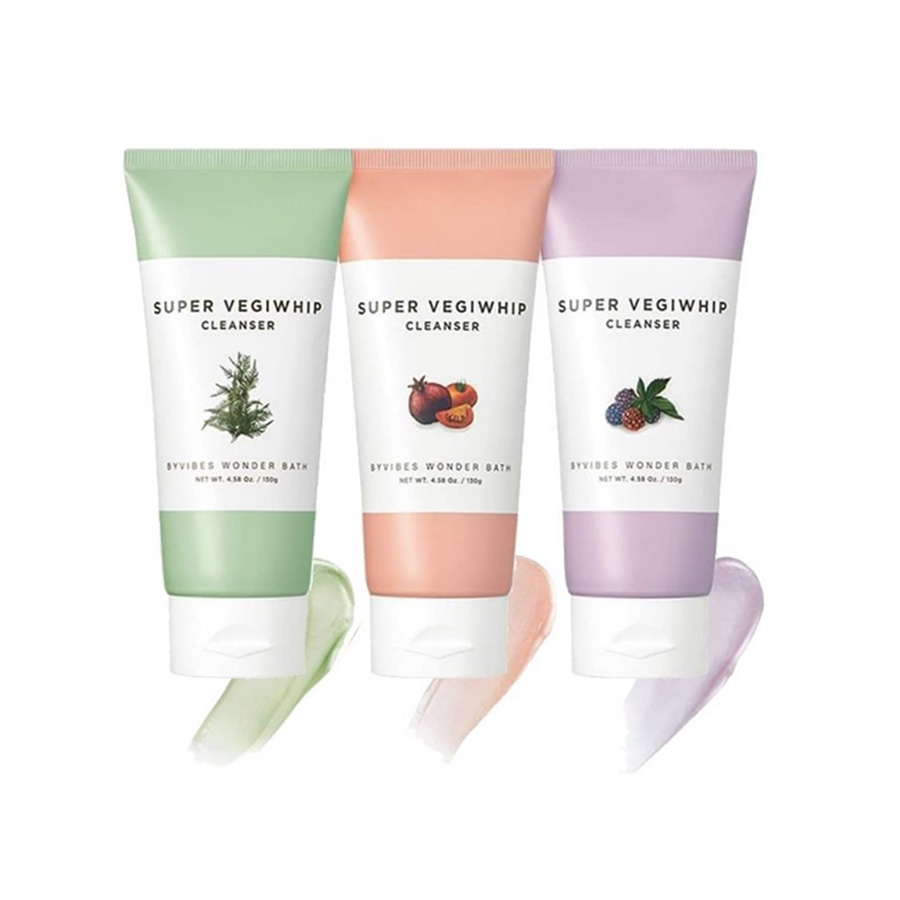 SUPER VEGIWHIP
CLEANSER
BYVIBES WONDER BATH
NET WT. 4.58 Oz. / 130g
SUPER VEGIWHIP
CLEANSER
BYVIBES WONDER BATH
NET WT. 4.58 Oz. / 130g
SUPER VEGIWHIP
CLEANSER
BYVIBES WONDER BATH
NET WT. 4.58 Oz. / 130g